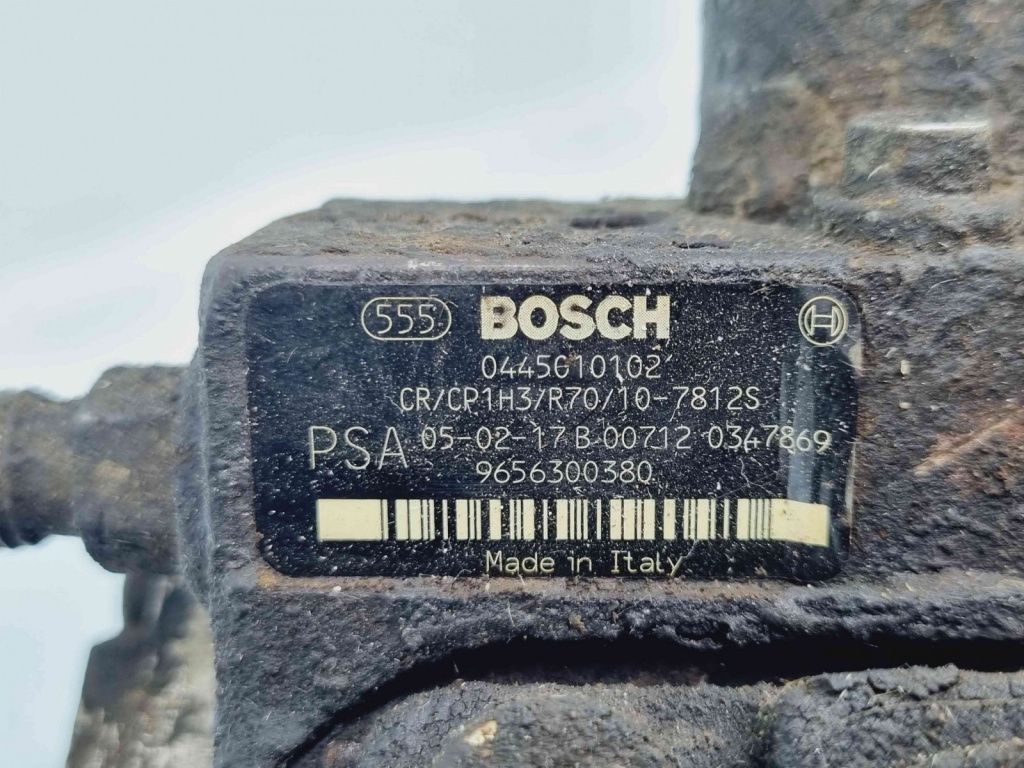 555 BOSCH
0445010102
CR/CP1H3/R70/10-7812S
PSA 05-02-17 B 00712 0347869
9656300380
Made in Italy